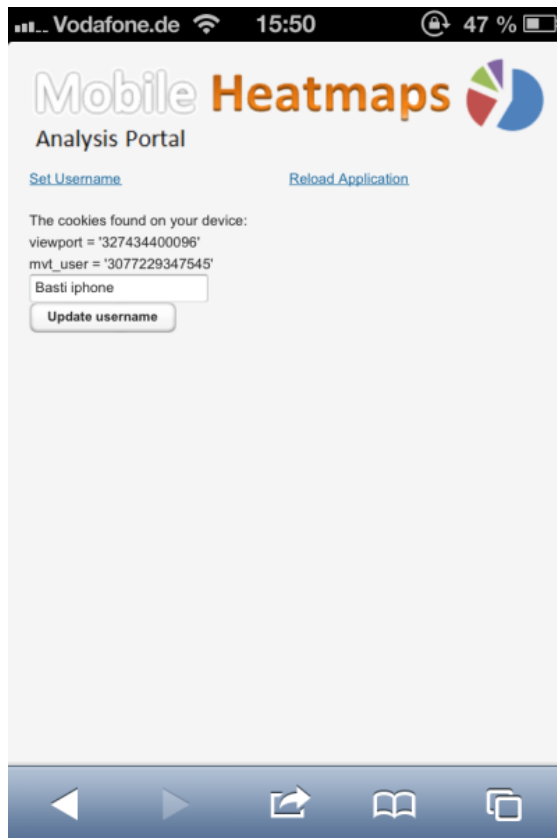 Vodafone.de 15:50 47 %
Mobile Heatmaps
Analysis Portal
Set Username Reload Application
The cookies found on your device:
viewport = '327434400096'
mvt_user = '3077229347545'
Basti iphone
Update username